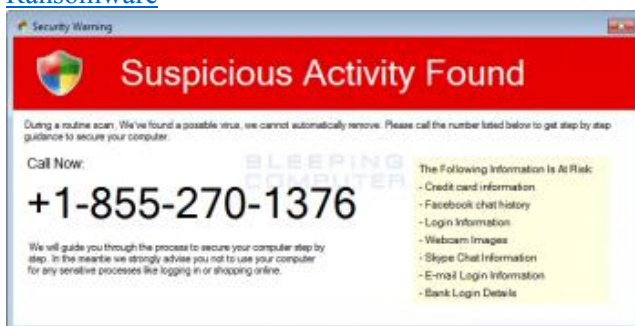 Ransomware
Security Warning
Suspicious Activity Found
During a routine scan, We've found a possible virus, we cannot automatically remove. Please call the number listed below to get step by step
guidance to secure your computer.
Call Now:
+1-855-270-1376
We will guide you through the process to secure your computer step by
step. In the meantie we strongly advise you not to use your computer
for any sensitive processes like logging in or shopping online.
BLEEPING
COMPUTER
The Following Information Is At Risk:
- Credit card information
- Facebook chat history
- Login Information
- Webcam Images
- Skype Chat Information
- E-mail Login Information
- Bank Login Details